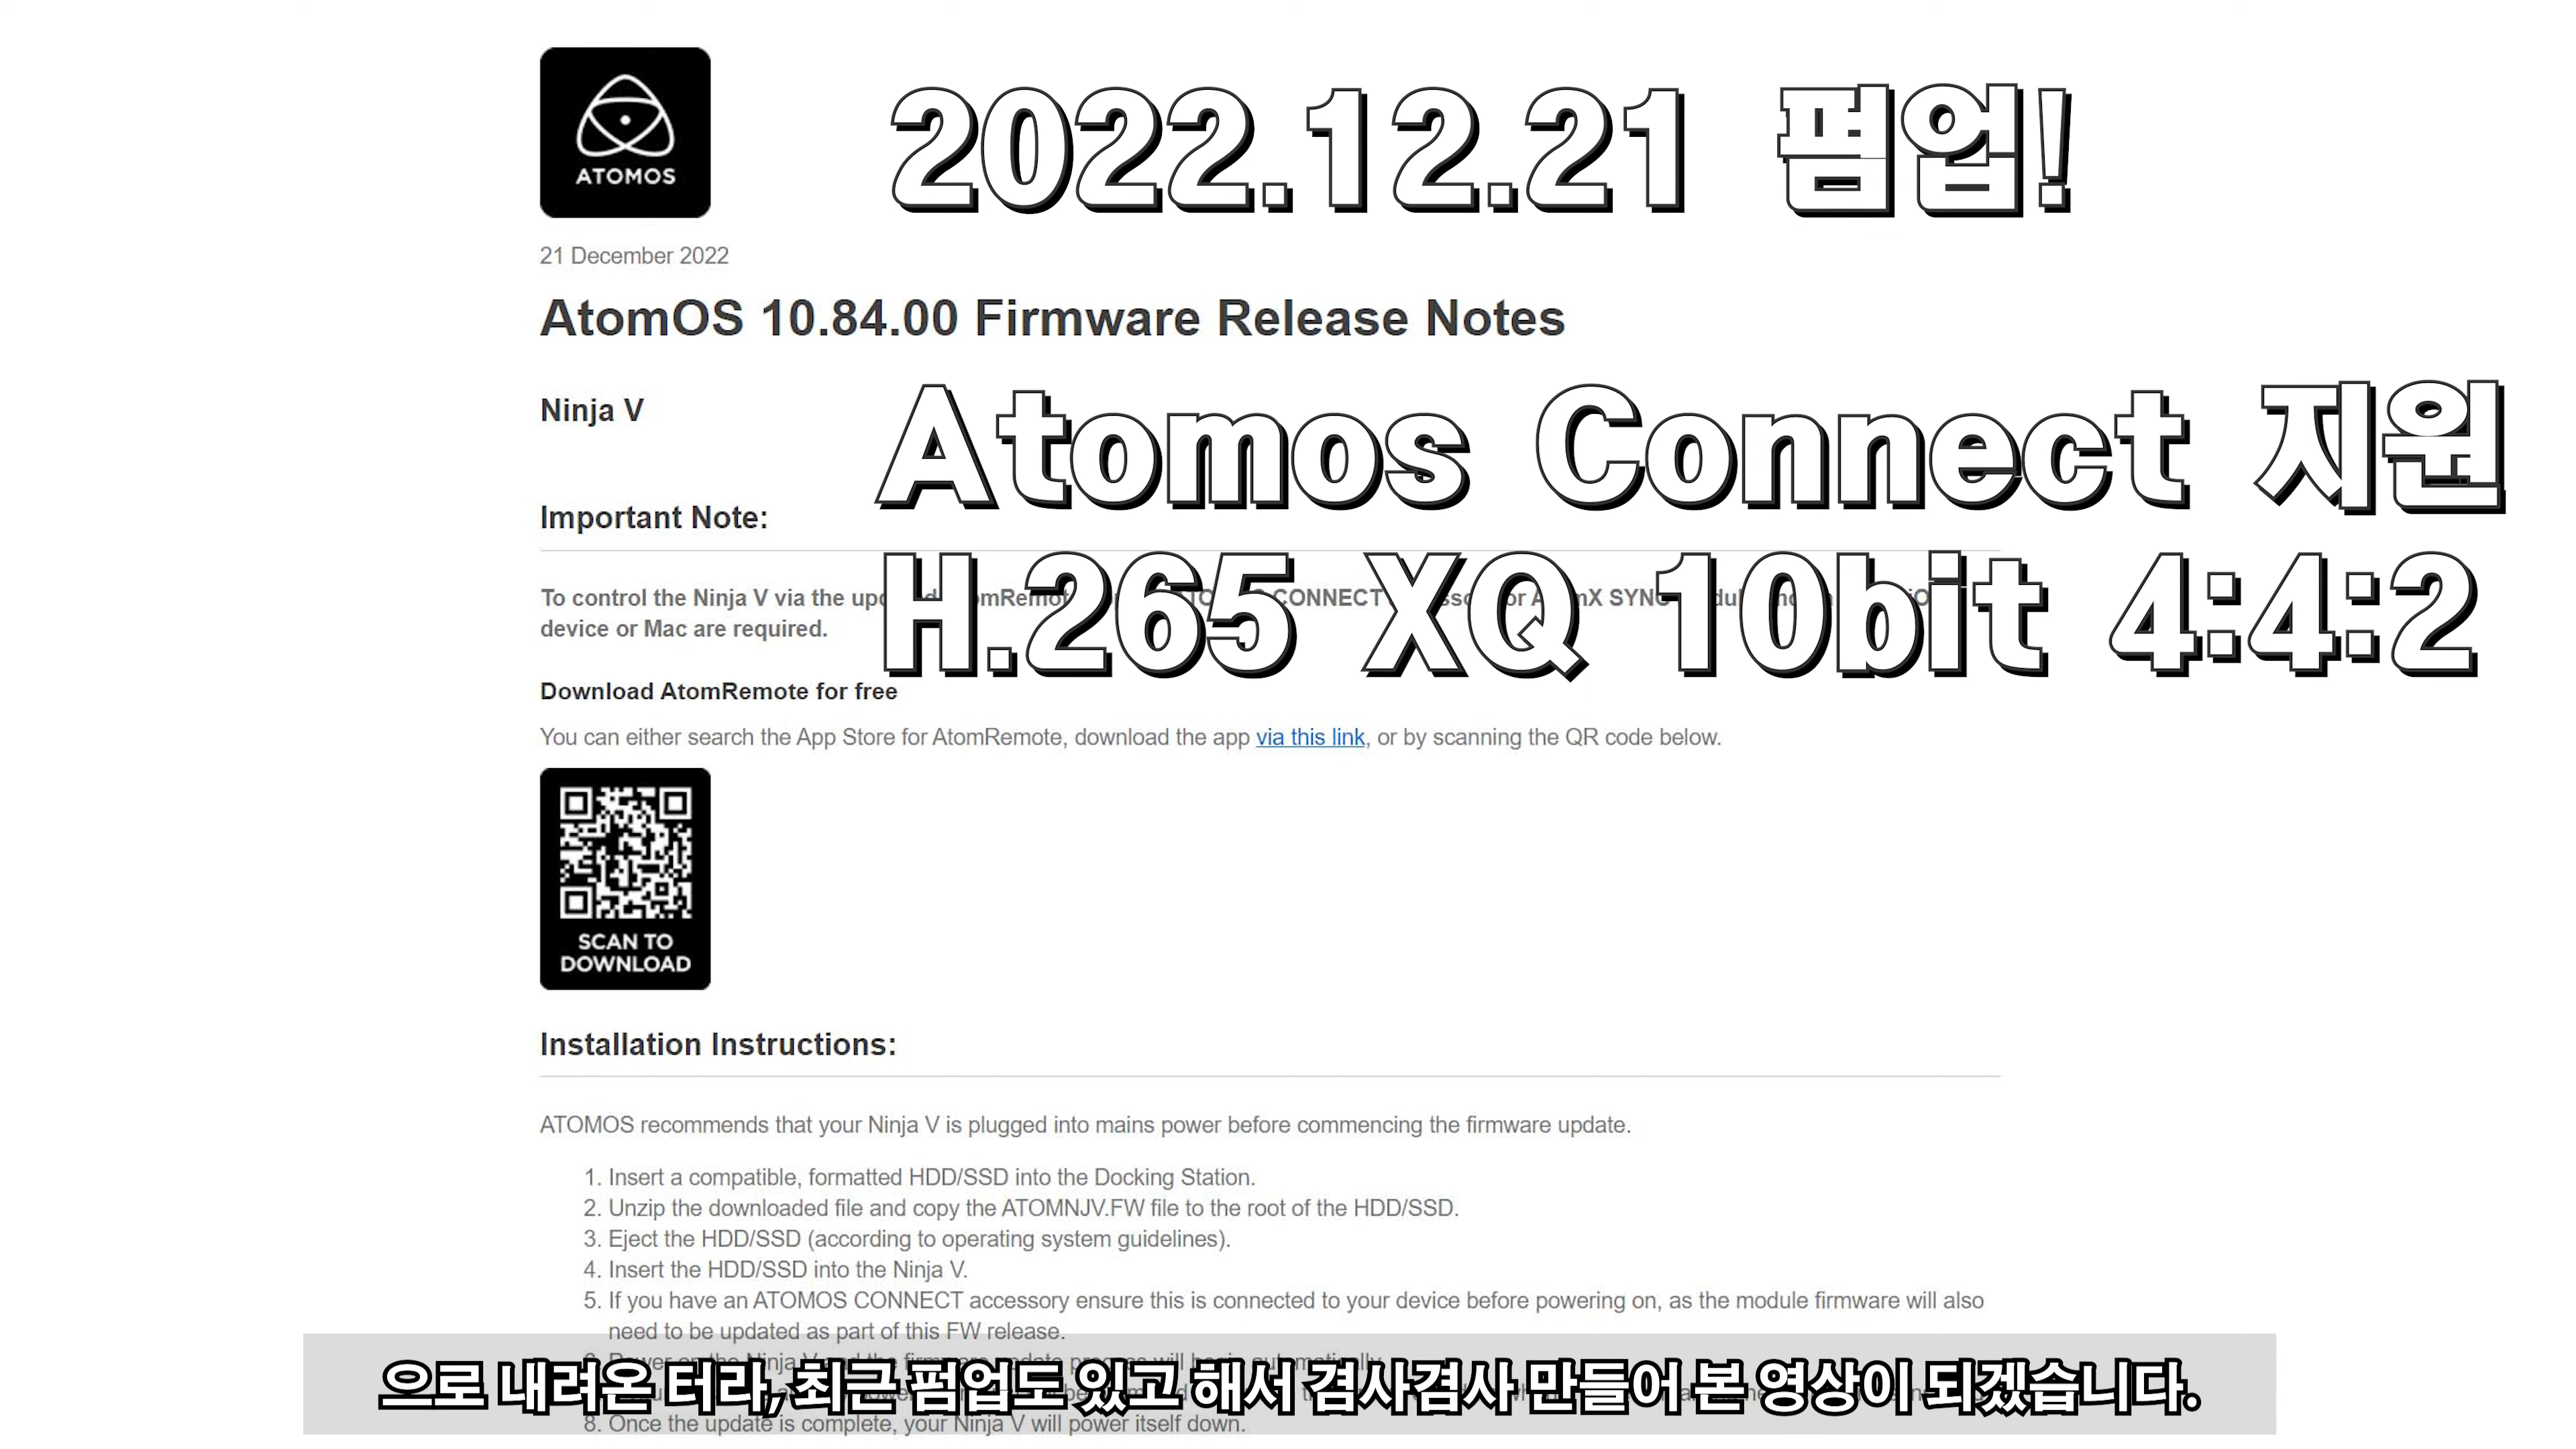 ATOMOS
2022.12.21 펌업!
21 December 2022
AtomOS 10.84.00 Firmware Release Notes
Ninja V
Atomos Connect 지원
Important Note:
H.265 XQ 10bit 4:4:2
To control the Ninja V via the CONNECT SYNC
device or Mac are required.
Download AtomRemote for free
You can either search the App Store for AtomRemote, download the app via this link, or by scanning the QR code below.
SCAN TO
DOWNLOAD
Installation Instructions:
ATOMOS recommends that your Ninja V is plugged into mains power before commencing the firmware update.
1. Insert a compatible, formatted HDD/SSD into the Docking Station.
2. Unzip the downloaded file and copy the ATOMNJV.FW file to the root of the HDD/SSD.
3. Eject the HDD/SSD (according to operating system guidelines).
4. Insert the HDD/SSD into the Ninja V.
5. If you have an ATOMOS CONNECT accessory ensure this is connected to your device before powering on, as the module firmware will also
need to be updated as part of this FW release.
으로 내려온 터라, 최근 펌업도 있고 해서 겸사겸사 만들어 본 영상이 되겠습니다.
8. Once the update is complete, your Ninja V will power itself down.